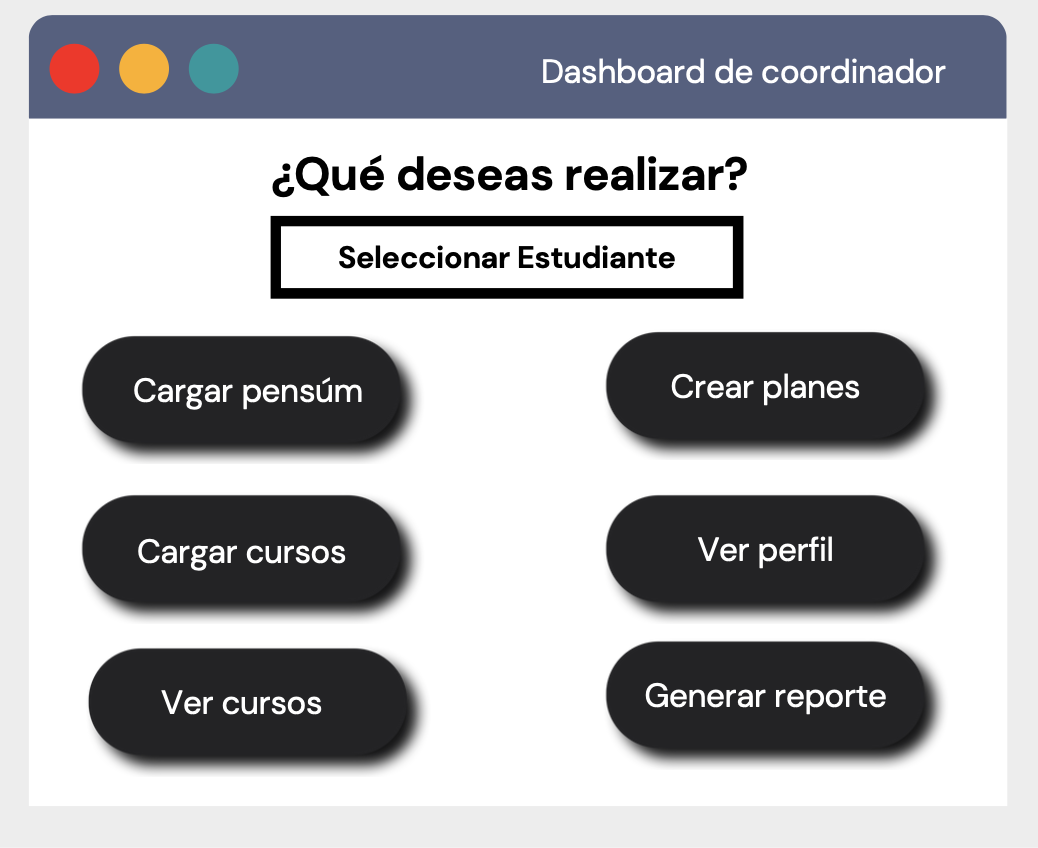 Dashboard de coordinador
¿Qué deseas realizar?
Seleccionar Estudiante
Cargar pensúm
Crear planes
Cargar cursos
Ver perfil
Ver cursos
Generar reporte